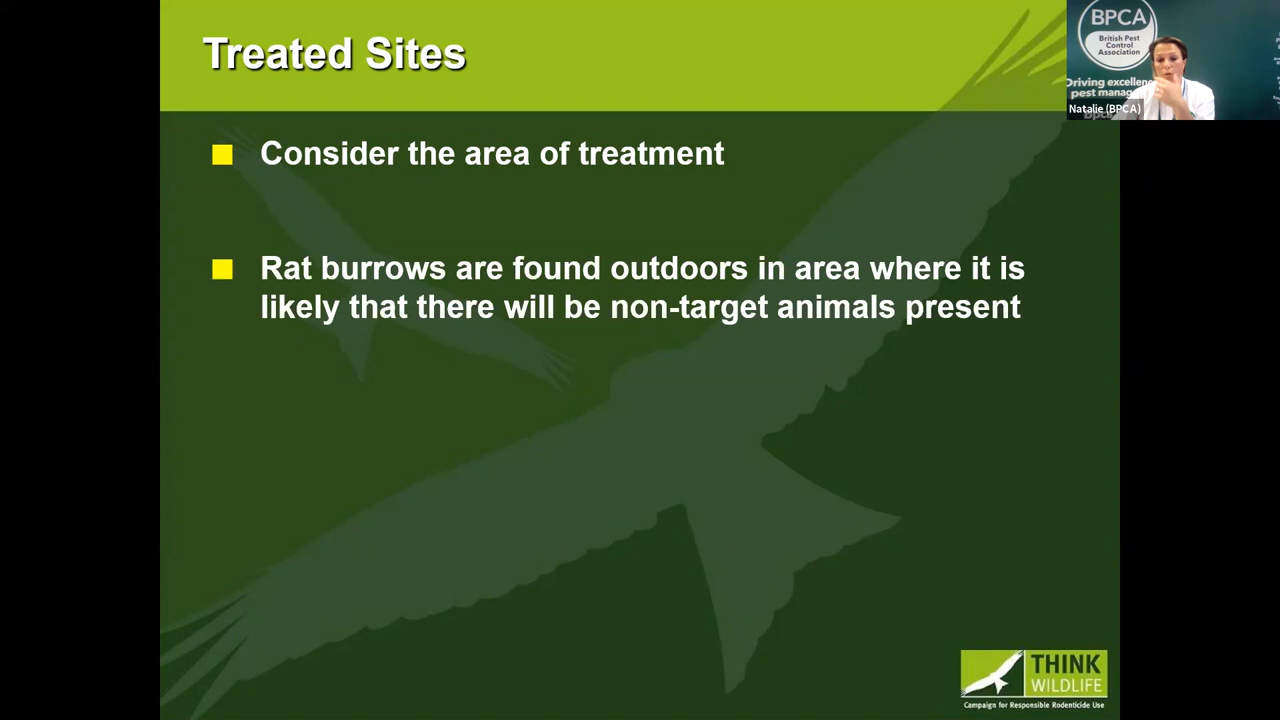 Treated Sites
Consider the area of treatment
Rat burrows are found outdoors in area where it is
likely that there will be non-target animals present
BPCA
British Pest
Control
Association
Driving excellen
pest manag
Natalie (BPCA)
THINK
WILDLIFE
Campaign for Responsible Rodenticide Use